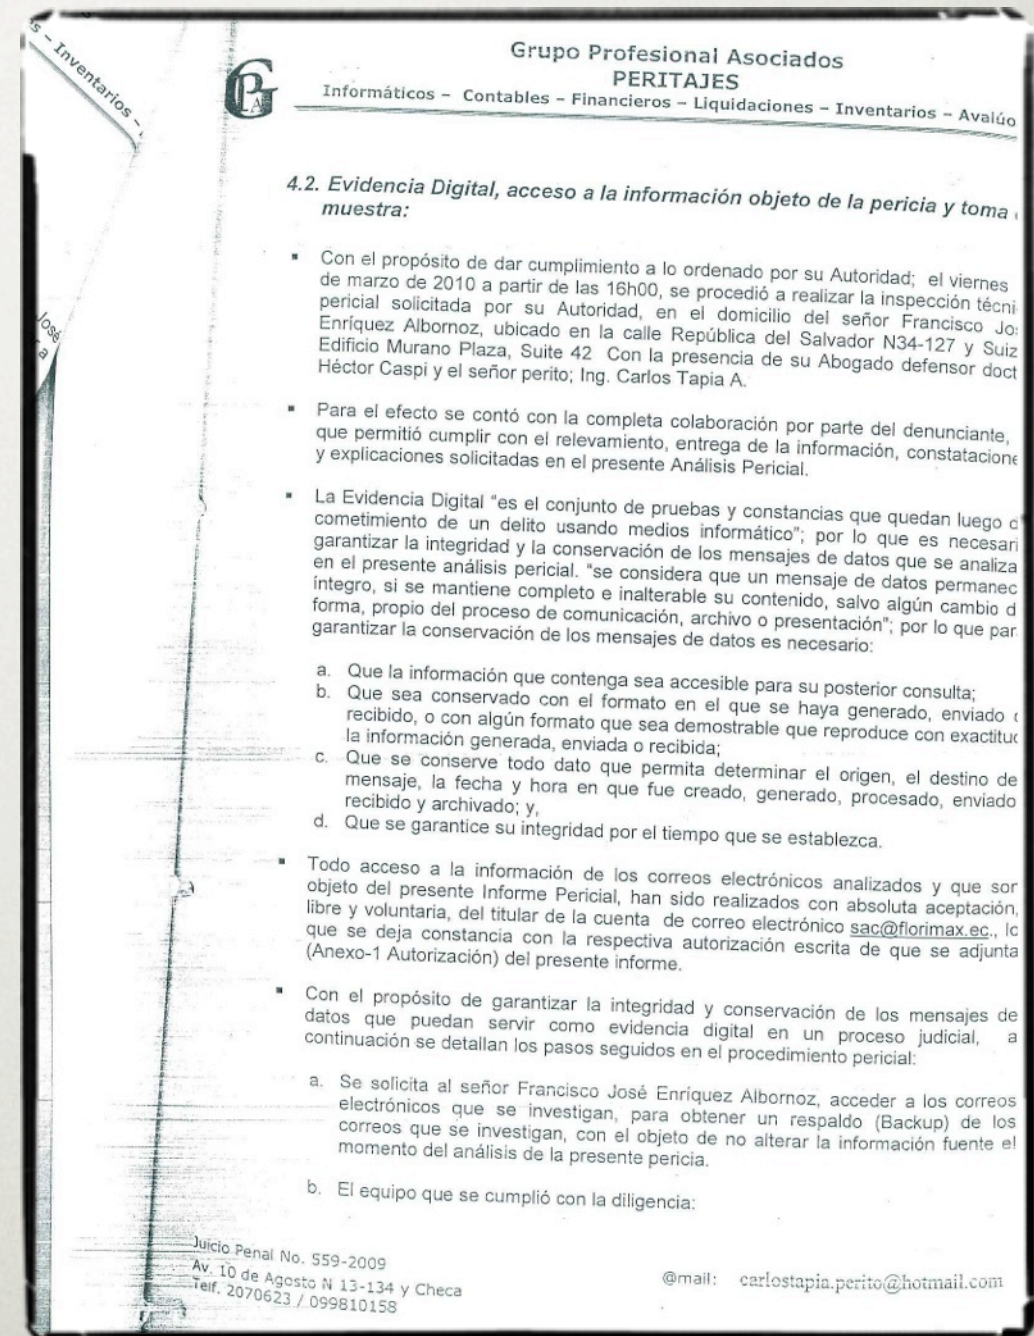 s - Inventarios -
José
r a
GPA
Grupo Profesional Asociados
PERITAJES
Informáticos - Contables - Financieros - Liquidaciones - Inventarios - Avalúo
4.2. Evidencia Digital, acceso a la información objeto de la pericia y toma
muestra:
▪ Con el propósito de dar cumplimiento a lo ordenado por su Autoridad; el viernes
de marzo de 2010 a partir de las 16h00, se procedió a realizar la inspección técni
pericial solicitada por su Autoridad, en el domicilio del señor Francisco Jo
Enríquez Albornoz, ubicado en la calle República del Salvador N34-127 y Suiz
Edificio Murano Plaza, Suite 42 Con la presencia de su Abogado defensor doct
Héctor Caspi y el señor perito; Ing. Carlos Tapia A.
▪ Para el efecto se contó con la completa colaboración por parte del denunciante,
que permitió cumplir con el relevamiento, entrega de la información, constatacione
y explicaciones solicitadas en el presente Análisis Pericial.
▪ La Evidencia Digital "es el conjunto de pruebas y constancias que quedan luego d
cometimiento de un delito usando medios informático"; por lo que es necesari
garantizar la integridad y la conservación de los mensajes de datos que se analiza
en el presente análisis pericial. "se considera que un mensaje de datos permanec
íntegro, si se mantiene completo e inalterable su contenido, salvo algún cambio d
forma, propio del proceso de comunicación, archivo o presentación"; por lo que par
garantizar la conservación de los mensajes de datos es necesario:
a. Que la información que contenga sea accesible para su posterior consulta;
b. Que sea conservado con el formato en el que se haya generado, enviado
recibido, o con algún formato que sea demostrable que reproduce con exactitud
la información generada, enviada o recibida;
c. Que se conserve todo dato que permita determinar el origen, el destino de
mensaje, la fecha y hora en que fue creado, generado, procesado, enviado
recibido y archivado; y,
d. Que se garantice su integridad por el tiempo que se establezca.
▪ Todo acceso a la información de los correos electrónicos analizados y que son
objeto del presente Informe Pericial, han sido realizados con absoluta aceptación,
libre y voluntaria, del titular de la cuenta de correo electrónico sac@florimax.ec., lo
que se deja constancia con la respectiva autorización escrita de que se adjunta
(Anexo-1 Autorización) del presente informe.
▪ Con el propósito de garantizar la integridad y conservación de los mensajes de
datos que puedan servir como evidencia digital en un proceso judicial, a
continuación se detallan los pasos seguidos en el procedimiento pericial:
a. Se solicita al señor Francisco José Enríquez Albornoz, acceder a los correos
electrónicos que se investigan, para obtener un respaldo (Backup) de los
correos que se investigan, con el objeto de no alterar la información fuente el
momento del análisis de la presente pericia.
b. El equipo que se cumplió con la diligencia:
Juicio Penal No. 559-2009
Av. 10 de Agosto N 13-134 y Checa
Telf. 2070623 / 099810158
@mail: carlostapia.perito@hotmail.com